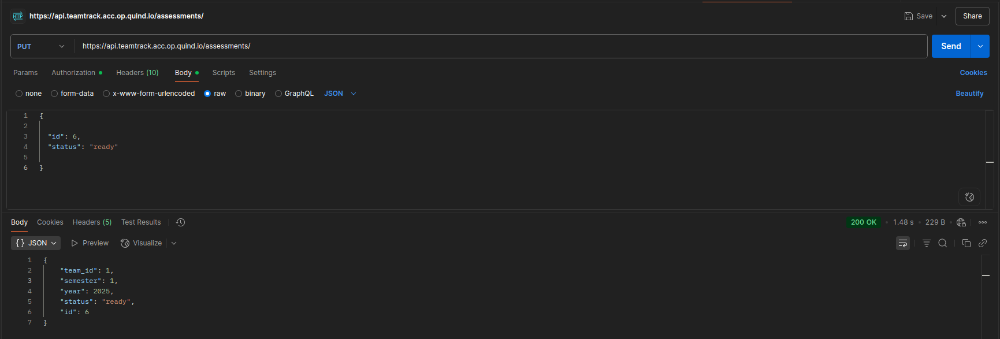 HTTP https://api.teamtrack.acc.op.quind.io/assessments/ Save Share
PUT https://api.teamtrack.acc.op.quind.io/assessments/ Send
Params Authorization Headers (10) Body Scripts Settings Cookies
none form-data x-www-form-urlencoded raw binary GraphQL JSON Beautify
1 {
2
3 "id": 6,
4 "status": "ready"
5
6 }
Body Cookies Headers (5) Test Results 200 OK • 1.48 s • 229 B •
{} JSON Preview Visualize
1 {
2 "team_id": 1,
3 "semester": 1,
4 "year": 2025,
5 "status": "ready",
6 "id": 6
7 }